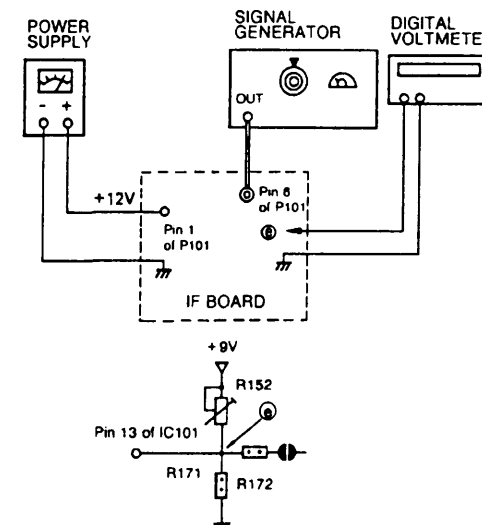 POWER
SUPPLY
SIGNAL
GENERATOR
DIGITAL
VOLTMETE
- +
OUT
+12V
Pin 6
of P101
Pin 1
of P101
IF BOARD
+9V
R152
Pin 13 of IC101
R171
R172